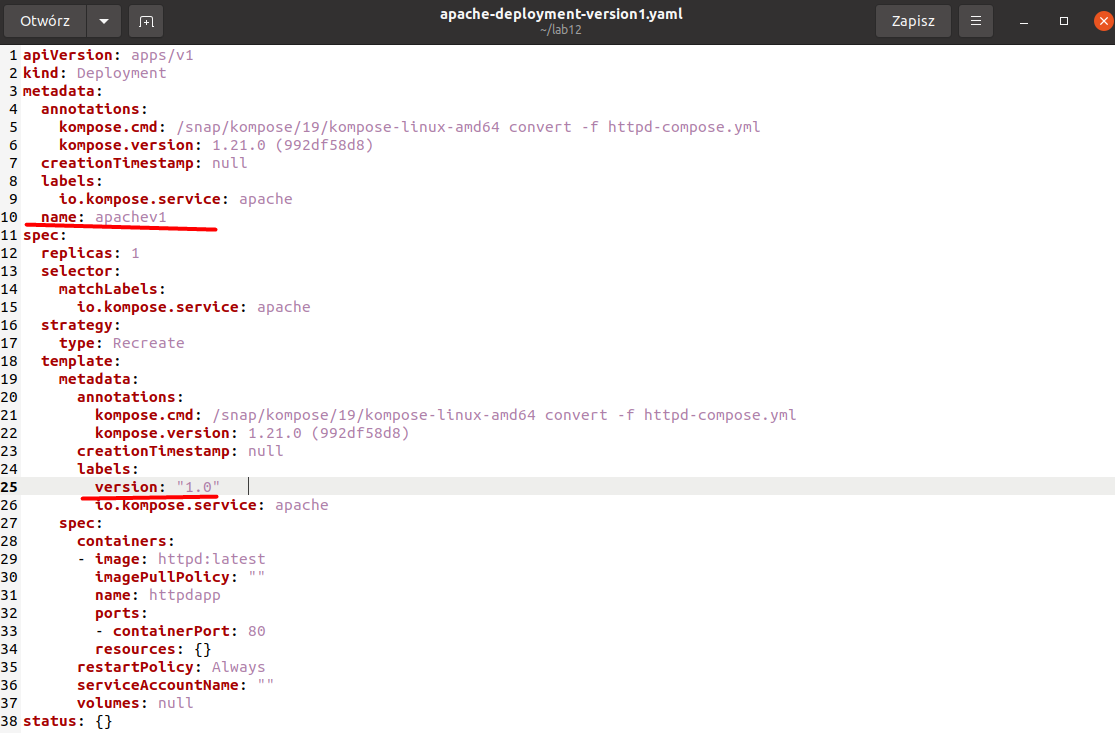 Otwórz
apache-deployment-version1.yaml
~/lab12
Zapisz
1 apiVersion: apps/v1
2 kind: Deployment
3 metadata:
4   annotations:
5     kompose.cmd: /snap/kompose/19/kompose-linux-amd64 convert -f httpd-compose.yml
6     kompose.version: 1.21.0 (992df58d8)
7   creationTimestamp: null
8   labels:
9     io.kompose.service: apache
10   name: apachev1
11 spec:
12   replicas: 1
13   selector:
14     matchLabels:
15       io.kompose.service: apache
16   strategy:
17     type: Recreate
18   template:
19     metadata:
20       annotations:
21         kompose.cmd: /snap/kompose/19/kompose-linux-amd64 convert -f httpd-compose.yml
22         kompose.version: 1.21.0 (992df58d8)
23       creationTimestamp: null
24       labels:
25         version: "1.0"
26         io.kompose.service: apache
27     spec:
28       containers:
29       - image: httpd:latest
30         imagePullPolicy: ""
31         name: httpdapp
32         ports:
33         - containerPort: 80
34         resources: {}
35       restartPolicy: Always
36       serviceAccountName: ""
37       volumes: null
38 status: {}